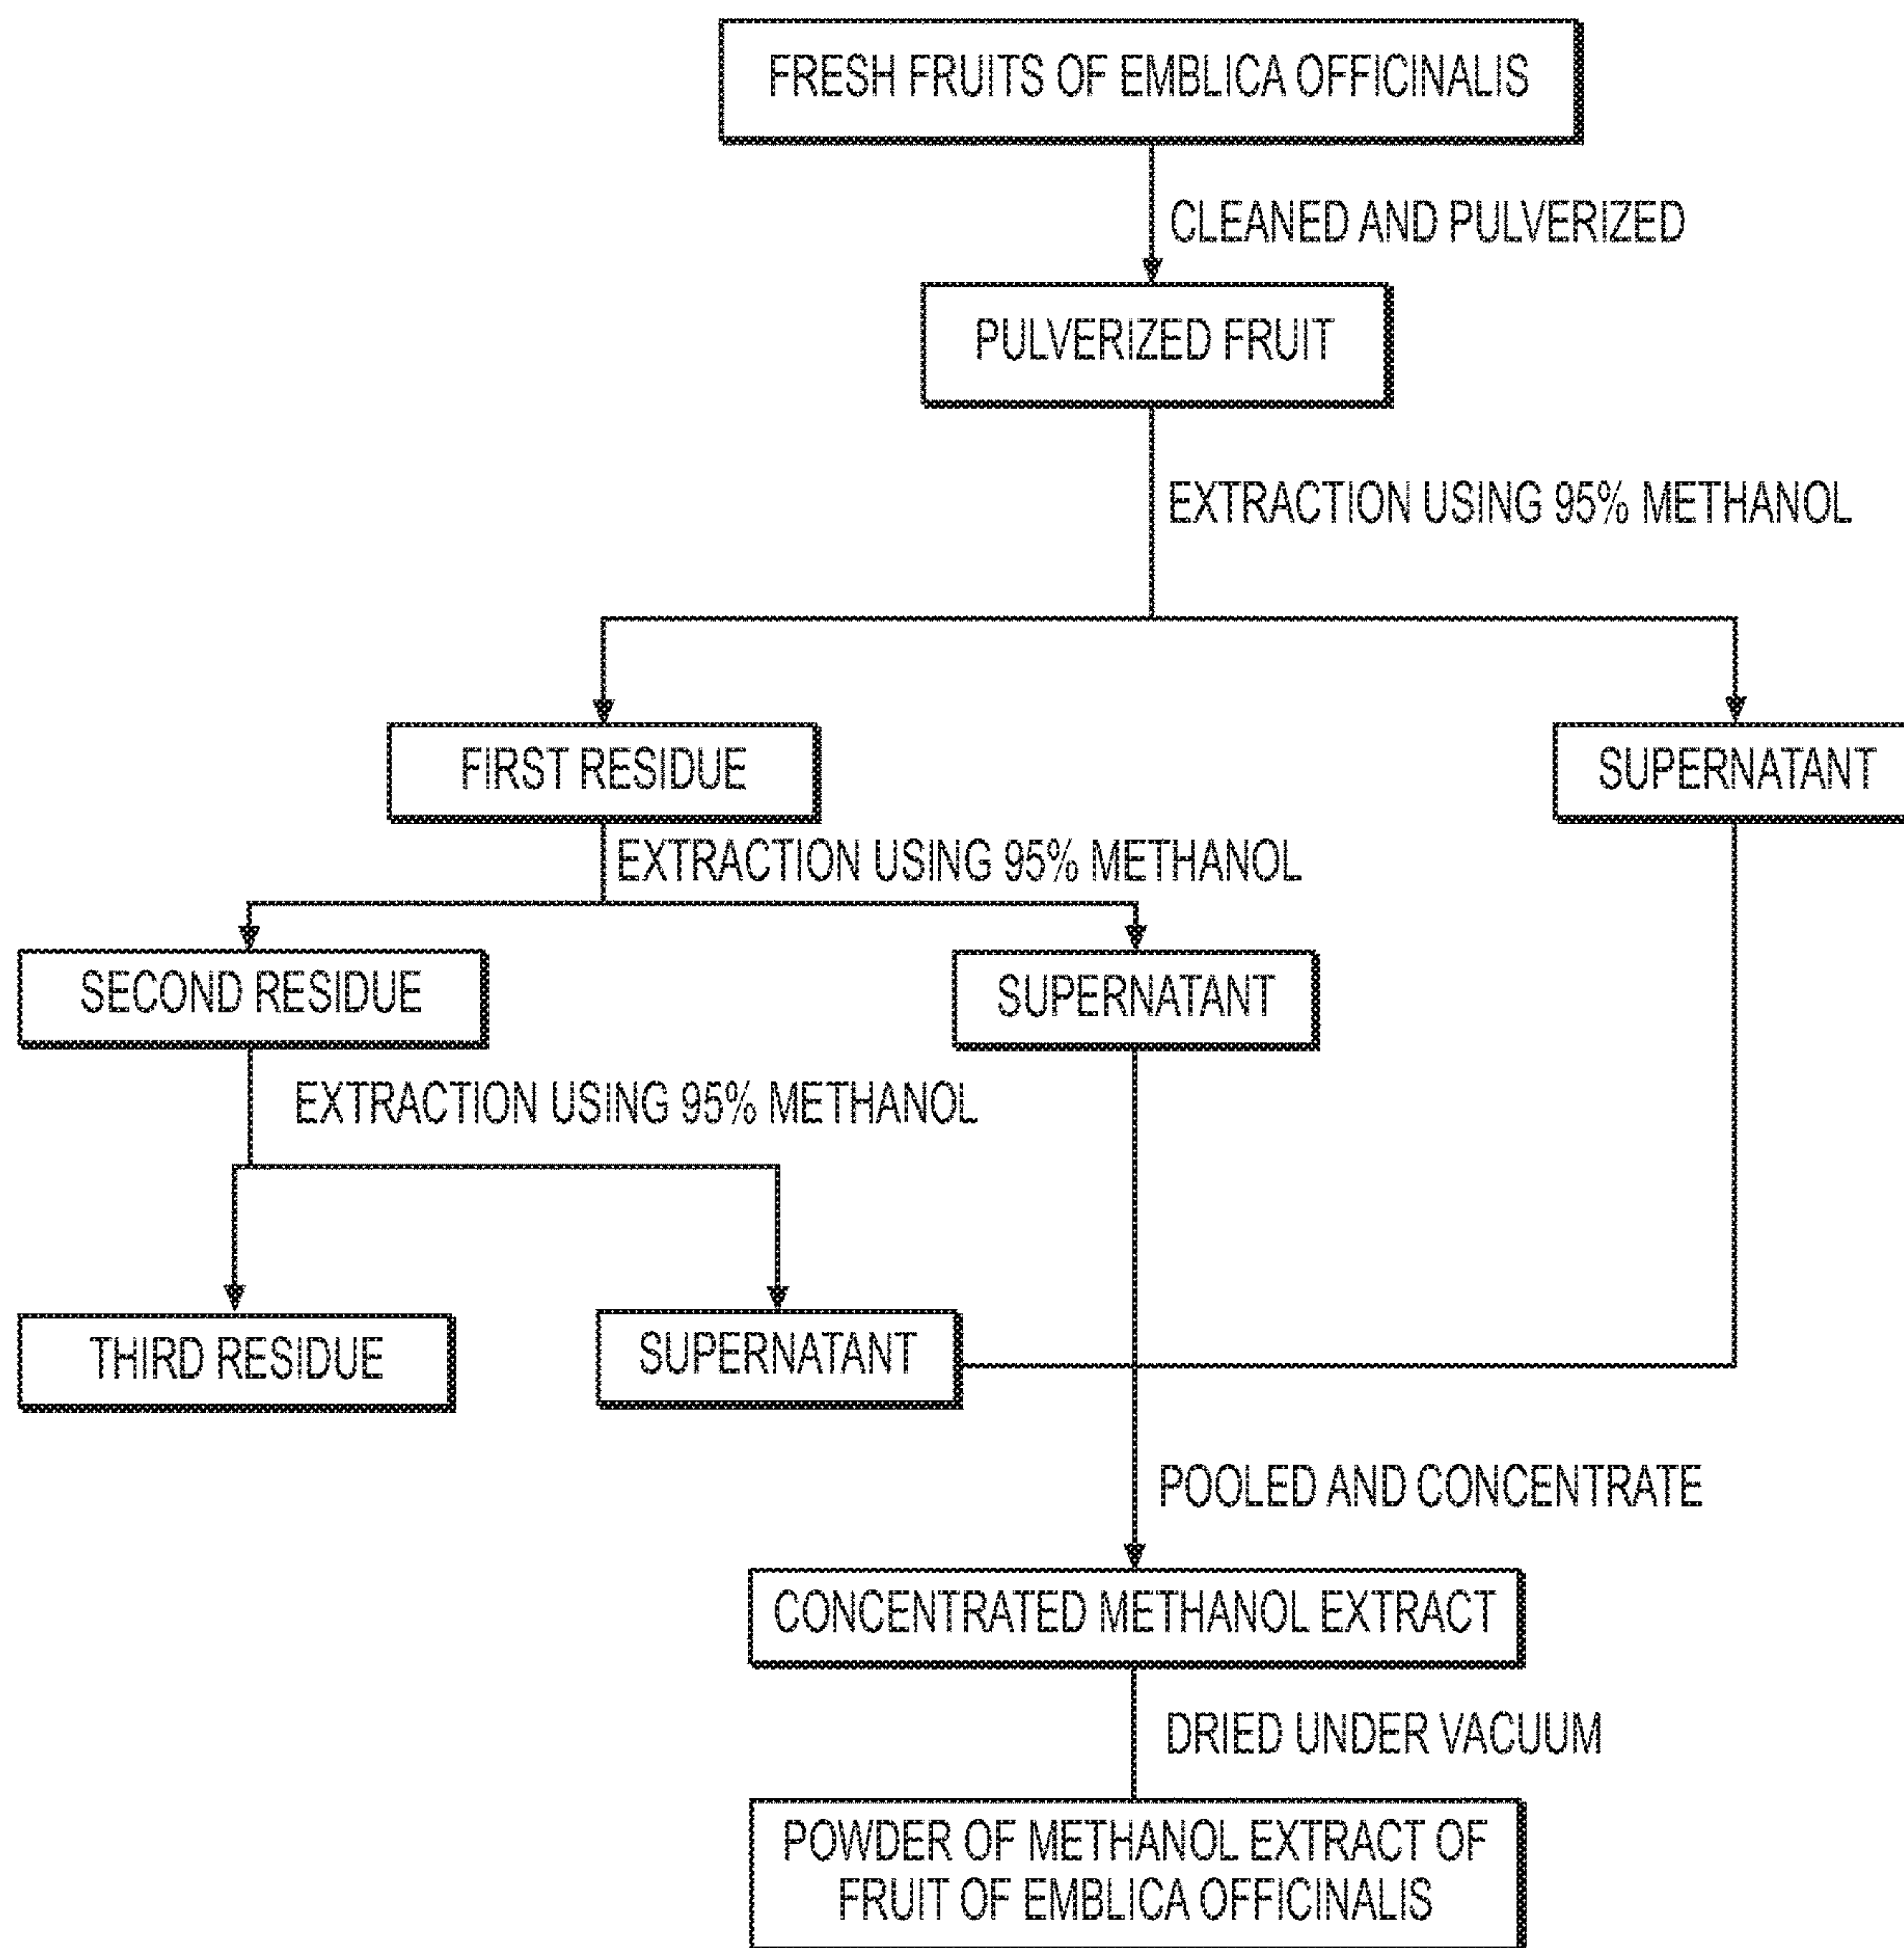 FRESH FRUITS OF EMBLICA OFFICINALIS
CLEANED AND PULVERIZED
PULVERIZED FRUIT
EXTRACTION USING 95% METHANOL
FIRST RESIDUE
SUPERNATANT
EXTRACTION USING 95% METHANOL
SECOND RESIDUE
SUPERNATANT
EXTRACTION USING 95% METHANOL
THIRD RESIDUE
SUPERNATANT
POOLED AND CONCENTRATE
CONCENTRATED METHANOL EXTRACT
DRIED UNDER VACUUM
POWDER OF METHANOL EXTRACT OF
FRUIT OF EMBLICA OFFICINALIS